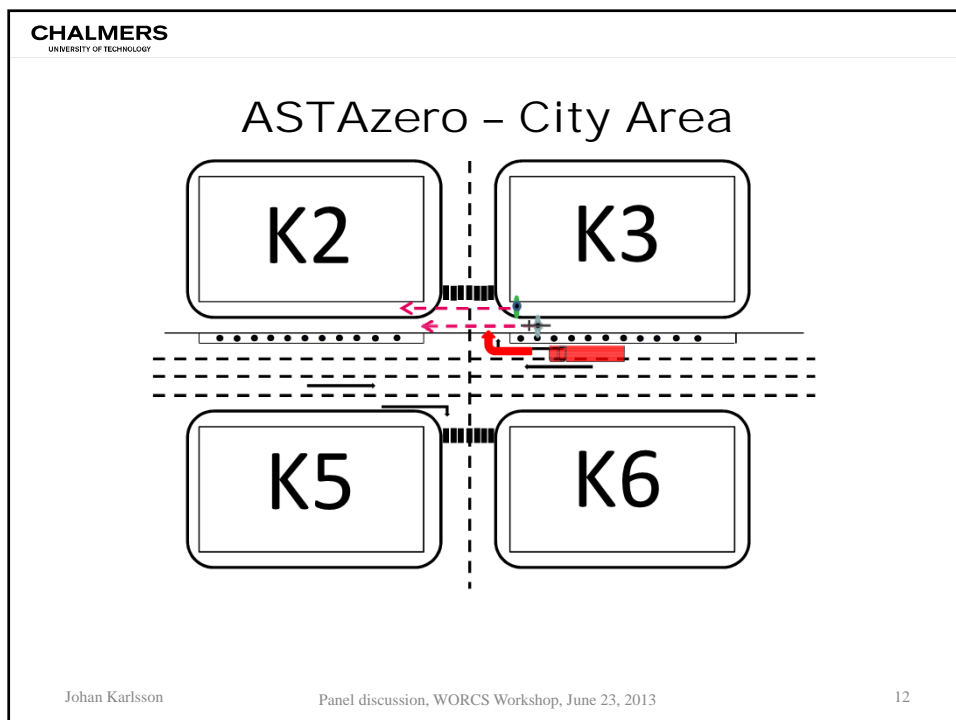 CHALMERS
UNIVERSITY OF TECHNOLOGY
ASTAzero – City Area
K2
K3
K5
K6
Johan Karlsson
Panel discussion, WORCS Workshop, June 23, 2013
12